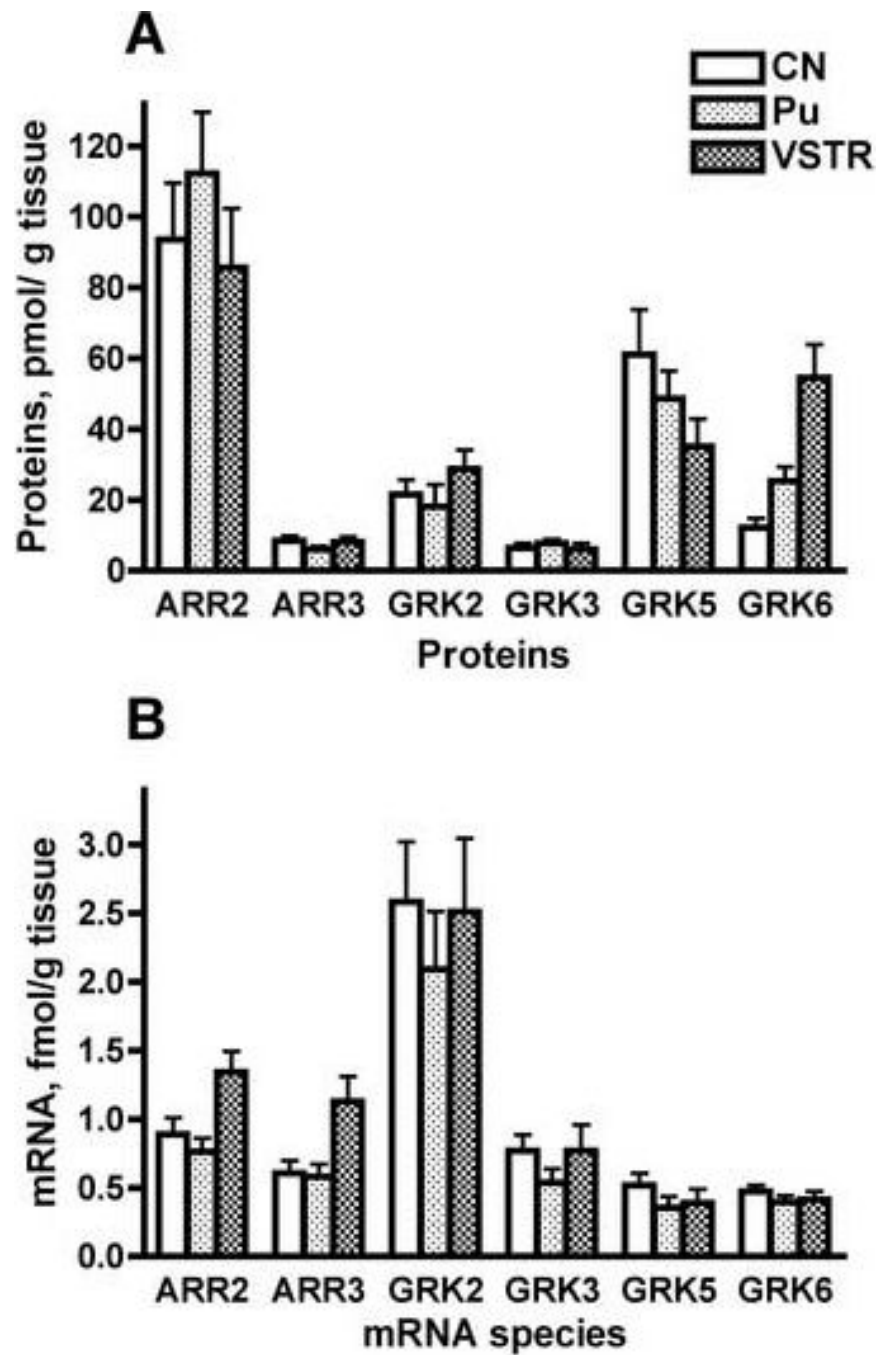 A
CN
Pu
VSTR
Proteins, pmol/ g tissue
120
100
80
60
40
20
0
ARR2 ARR3 GRK2 GRK3 GRK5 GRK6
Proteins
B
mRNA, fmol/g tissue
3.0
2.5
2.0
1.5
1.0
0.5
0.0
ARR2 ARR3 GRK2 GRK3 GRK5 GRK6
mRNA species